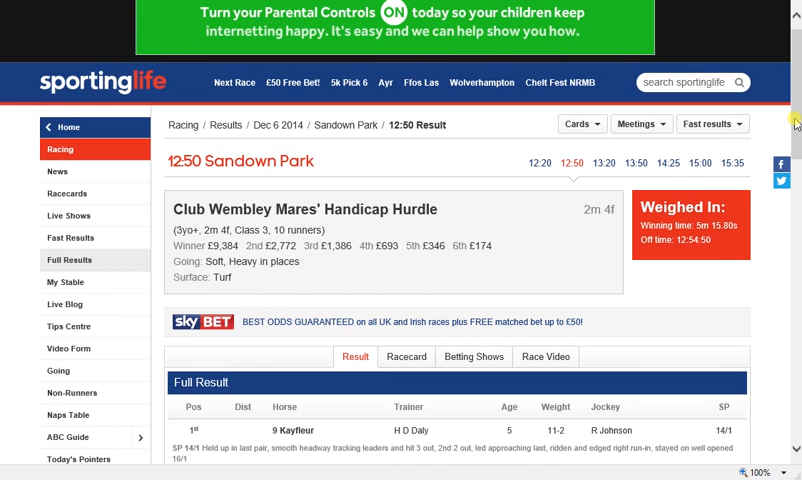 Turn your Parental Controls ON today so your children keep
internetting happy. It's easy and we can help show you how.
sportinglife
Next Race £50 Free Bet! 5k Pick 6 Ayr Ffos Las Wolverhampton Chelt Fest NRMB
search sportinglife
Home
Racing
News
Racecards
Live Shows
Fast Results
Full Results
My Stable
Live Blog
Tips Centre
Video Form
Going
Non-Runners
Naps Table
ABC Guide
Today's Pointers
Racing / Results / Dec 6 2014 / Sandown Park / 12:50 Result
Cards Meetings Fast results
12:50 Sandown Park
12:20 12:50 13:20 13:50 14:25 15:00 15:35
Club Wembley Mares' Handicap Hurdle 2m 4f
(3yo+, 2m 4f, Class 3, 10 runners)
Winner £9,384 2nd £2,772 3rd £1,386 4th £693 5th £346 6th £174
Going: Soft, Heavy in places
Surface: Turf
Weighed In:
Winning time: 5m 15.80s
Off time: 12:54:50
sky BET BEST ODDS GUARANTEED on all UK and Irish races plus FREE matched bet up to £50!
Result Racecard Betting Shows Race Video
Full Result
Pos Dist Horse Trainer Age Weight Jockey SP
1st 9 Kayfleur H D Daly 5 11-2 R Johnson 14/1
SP 14/1 Held up in last pair, smooth headway tracking leaders and hit 3 out, 2nd 2 out, led approaching last, ridden and edged right run-in, stayed on well opened
16/1
100%